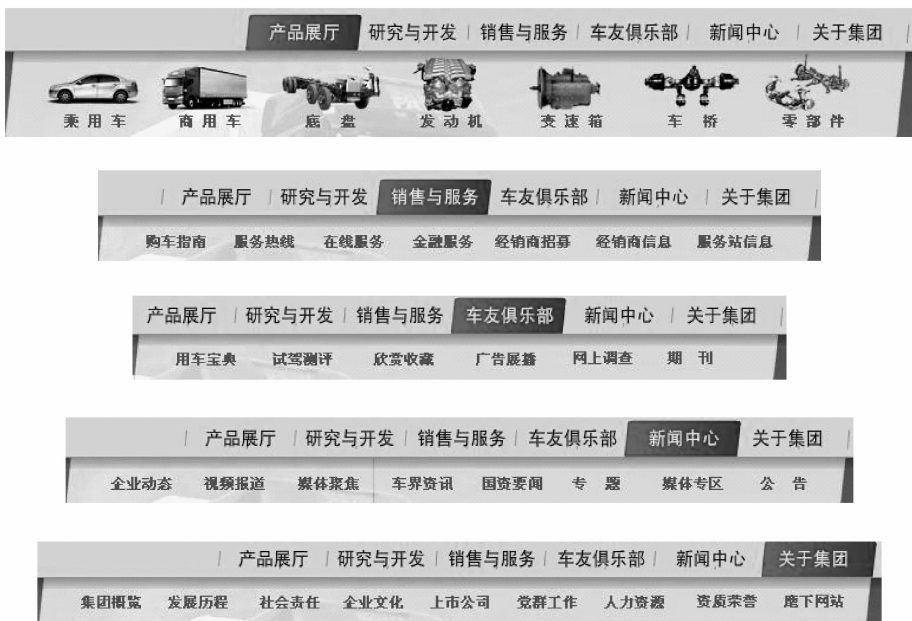 产品展厅 研究与开发 销售与服务 车友俱乐部 新闻中心 关于集团
乘用车 商用车 底盘 发动机 变速箱 车桥 零部件
产品展厅 研究与开发 销售与服务 车友俱乐部 新闻中心 关于集团
购车指南 服务热线 在线服务 金融服务 经销商招募 经销商信息 服务站信息
产品展厅 研究与开发 销售与服务 车友俱乐部 新闻中心 关于集团
用车宝典 试驾测评 欣赏收藏 广告展播 网上调查 期刊
产品展厅 研究与开发 销售与服务 车友俱乐部 新闻中心 关于集团
企业动态 视频报道 媒体聚焦 车界资讯 国资要闻 专题 媒体专区 公告
产品展厅 研究与开发 销售与服务 车友俱乐部 新闻中心 关于集团
集团概览 发展历程 社会责任 企业文化 上市公司 党群工作 人力资源 资质荣誉 麾下网站